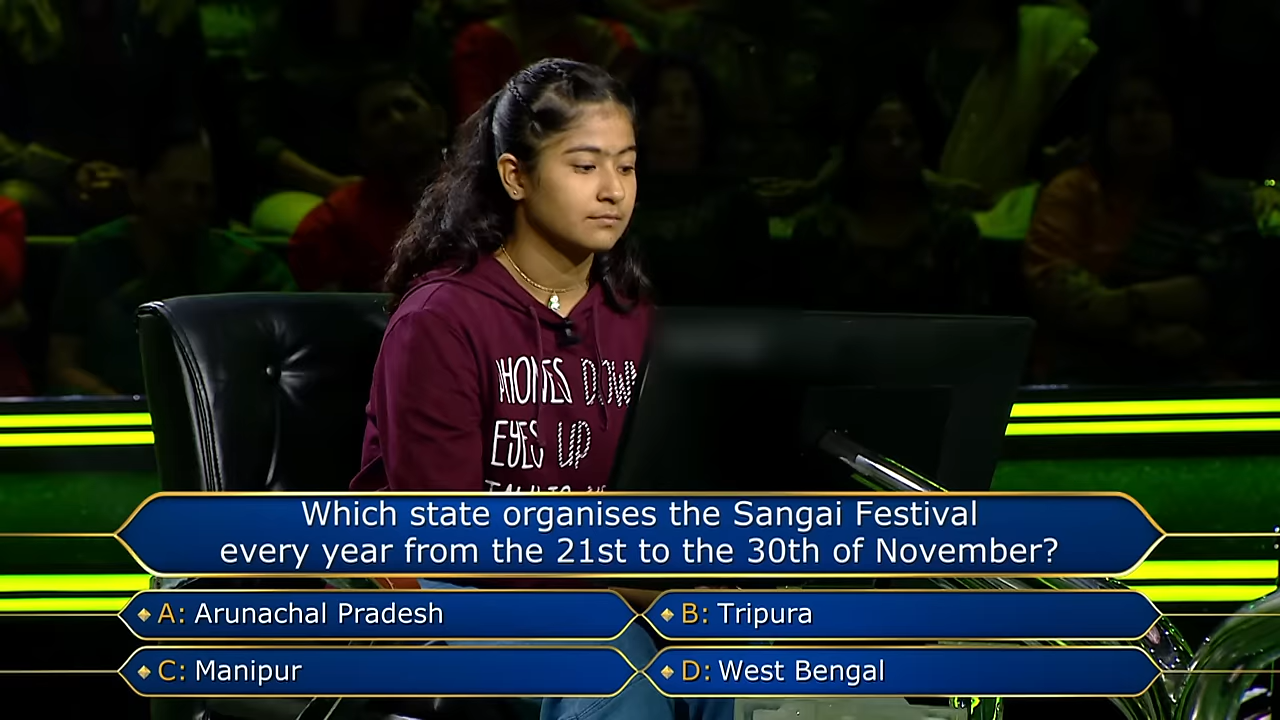 PHONES DOWN
EYES UP
Which state organises the Sangai Festival
every year from the 21st to the 30th of November?
A: Arunachal Pradesh
B: Tripura
C: Manipur
D: West Bengal